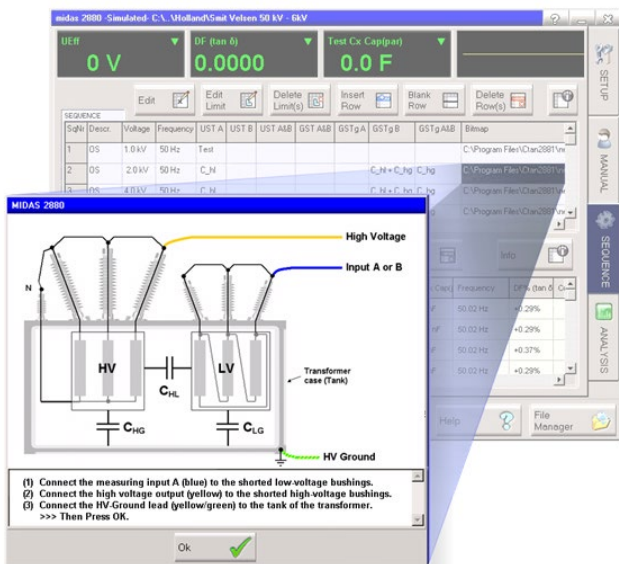 midas 2880 -Simulated- C:\..\Holland\Smit Velsen 50 kV - 6kV
UEff
DF (tan δ)
Test Cx Cap(par)
0 V
0.0000
0.0 F
Edit
Edit Limit
Delete Limit(s)
Insert Row
Blank Row
Delete Row(s)
SEQUENCE
SqNr Descr. Voltage Frequency UST A UST B UST A&B GST A&B GSTg A GSTg B GSTg A&B Bitmap
1 OS 1.0 kV 50 Hz Test C:\Program Files\Ctan2881\
2 OS 2.0 kV 50 Hz C_hl C_hl + C_hg C_hg C:\Program Files\Ctan2881\
OS 4.0 kV 50 Hz C_hl C:\Program Files\Ctan2881\
C:\Program Files\Ctan2881\
Info
Frequency DF% (tan δ
50.02 Hz +0.29%
50.02 Hz +0.29%
50.02 Hz +0.37%
50.02 Hz +0.29%
Help
File Manager
SETUP
MANUAL
SEQUENCE
ANALYSIS
MIDAS 2880
High Voltage
Input A or B
N
HV
LV
CHL
Transformer case (Tank)
CHG
CLG
HV Ground
(1) Connect the measuring input A (blue) to the shorted low-voltage bushings.
(2) Connect the high voltage output (yellow) to the shorted high-voltage bushings.
(3) Connect the HV-Ground lead (yellow/green) to the tank of the transformer.
>>> Then Press OK.
Ok